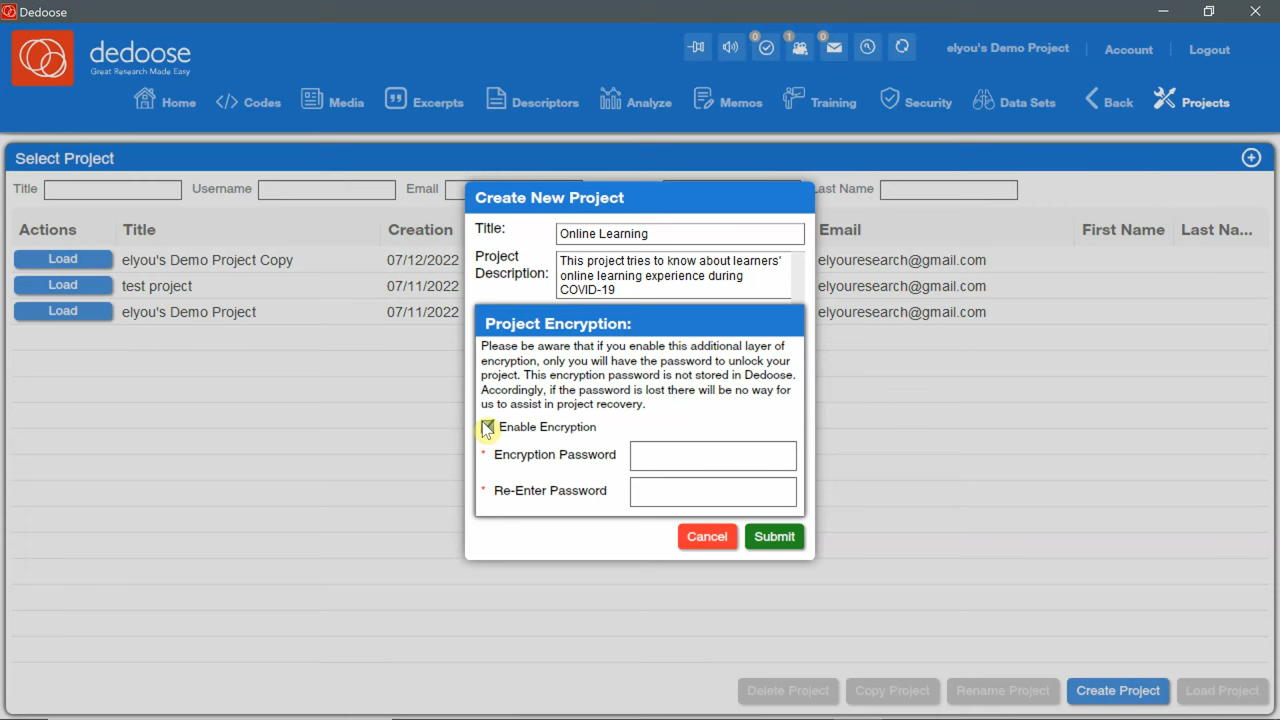 Dedoose
dedoose
Great Research Made Easy
0 1 0
elyou's Demo Project Account Logout
Home Codes Media Excerpts Descriptors Analyze Memos Training Security Data Sets Back Projects
Select Project
Title Username Email ast Name
Actions Title Creation Email First Name Last Na...
Load elyou's Demo Project Copy 07/12/2022 elyouresearch@gmail.com
Load test project 07/11/2022 elyouresearch@gmail.com
Load elyou's Demo Project 07/11/2022 elyouresearch@gmail.com
Create New Project
Title: Online Learning
Project
Description:
This project tries to know about learners'
online learning experience during
COVID-19
Project Encryption:
Please be aware that if you enable this additional layer of
encryption, only you will have the password to unlock your
project. This encryption password is not stored in Dedoose.
Accordingly, if the password is lost there will be no way for
us to assist in project recovery.
Enable Encryption
* Encryption Password
* Re-Enter Password
Cancel Submit
Delete Project Copy Project Rename Project Create Project Load Project